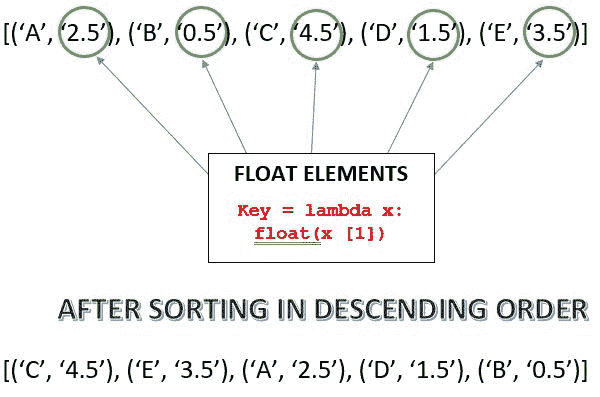 [(‘A’, ‘2.5’), (‘B’, ‘0.5’), (‘C’, ‘4.5’), (‘D’, ‘1.5’), (‘E’, ‘3.5’)]
FLOAT ELEMENTS
Key = lambda x:
float(x [1])
AFTER SORTING IN DESCENDING ORDER
[(‘C’, ‘4.5’), (‘E’, ‘3.5’), (‘A’, ‘2.5’), (‘D’, ‘1.5’), (‘B’, ‘0.5’)]